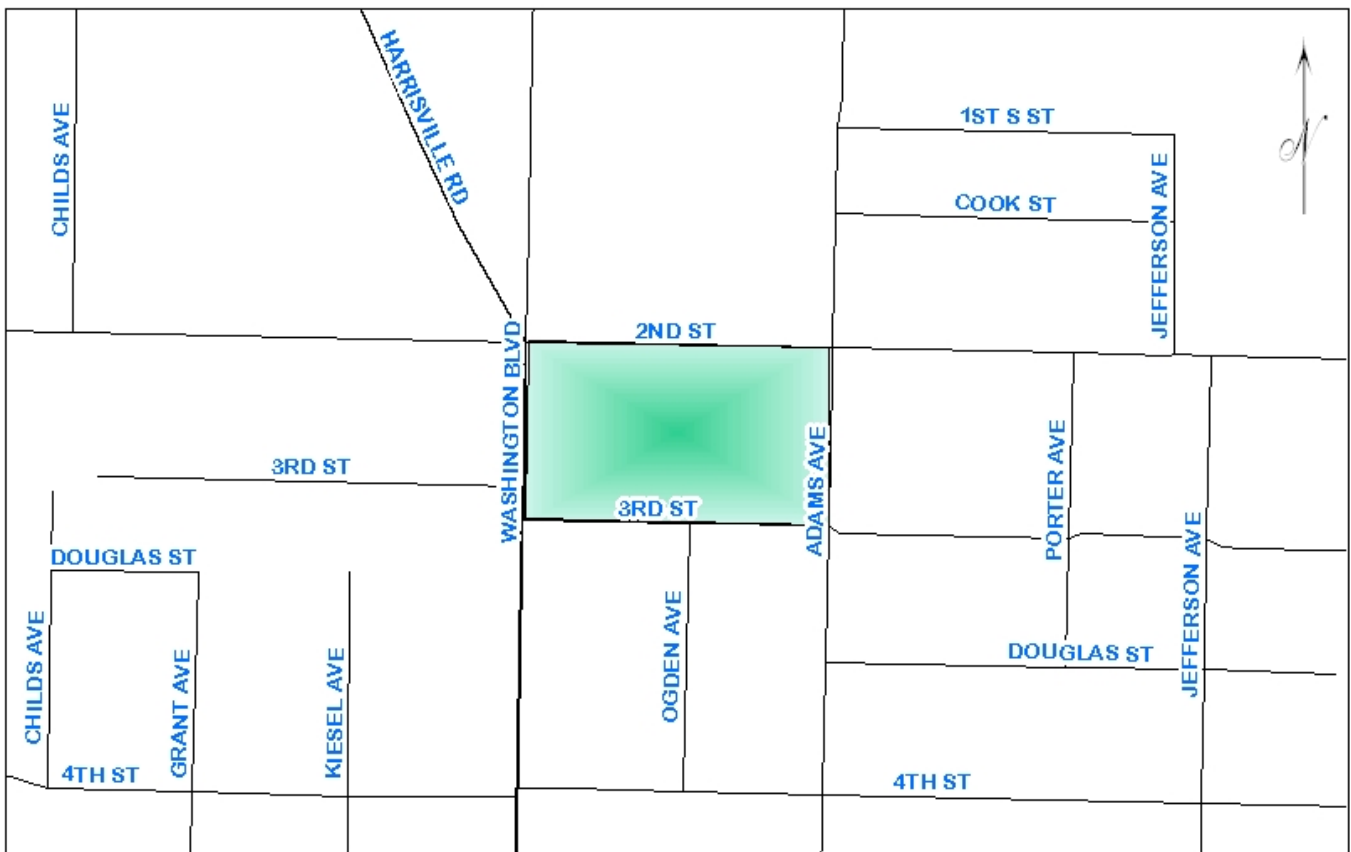 HARRISVILLE RD
CHILDS AVE
1ST S ST
N
JEFFERSON AVE
COOK ST
2ND ST
WASHINGTON BLVD
3RD ST
ADAMS AVE
PORTER AVE
3RD ST
JEFFERSON AVE
DOUGLAS ST
OGDEN AVE
CHILDS AVE
GRANT AVE
KIESEL AVE
DOUGLAS ST
4TH ST
4TH ST